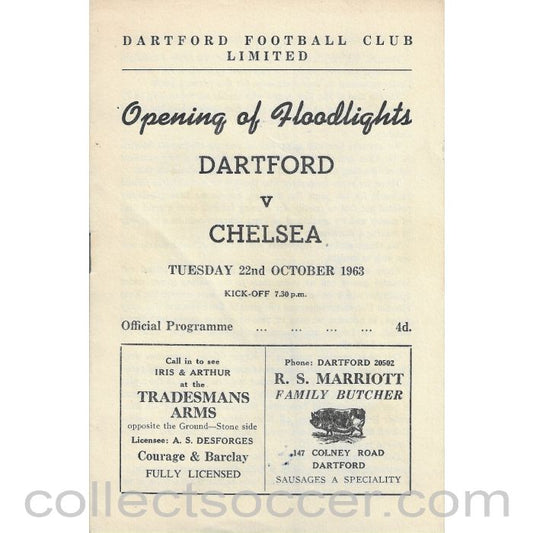 DARTFORD FOOTBALL CLUB
LIMITED
Opening of Floodlights
DARTFORD
v
CHELSEA
TUESDAY 22nd OCTOBER 1963
KICK-OFF 7.30 p.m.
Official Programme ... ... ... ... 4d.
Call in to see
IRIS & ARTHUR
at the
TRADESMANS
ARMS
opposite the Ground—Stone side
Licensee: A. S. DESFORGES
Courage & Barclay
FULLY LICENSED
Phone: DARTFORD 20502
R. S. MARRIOTT
FAMILY BUTCHER
147 COLNEY ROAD
DARTFORD
SAUSAGES A SPECIALITY
collectsoccer.com